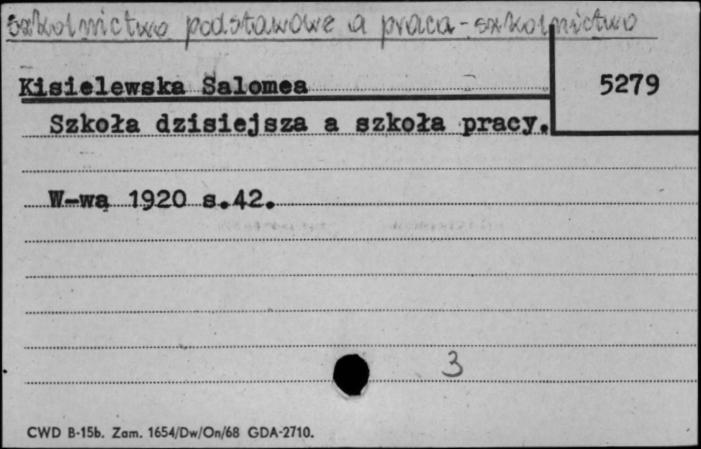 szkolnictwo podstawowe a praca - szkolnictwo
Kisielewska Salomea
5279
Szkoła dzisiejsza a szkoła pracy.
W-wa 1920 s.42.
3
CWD B-15b. Zam. 1654/Dw/On/68 GDA-2710.